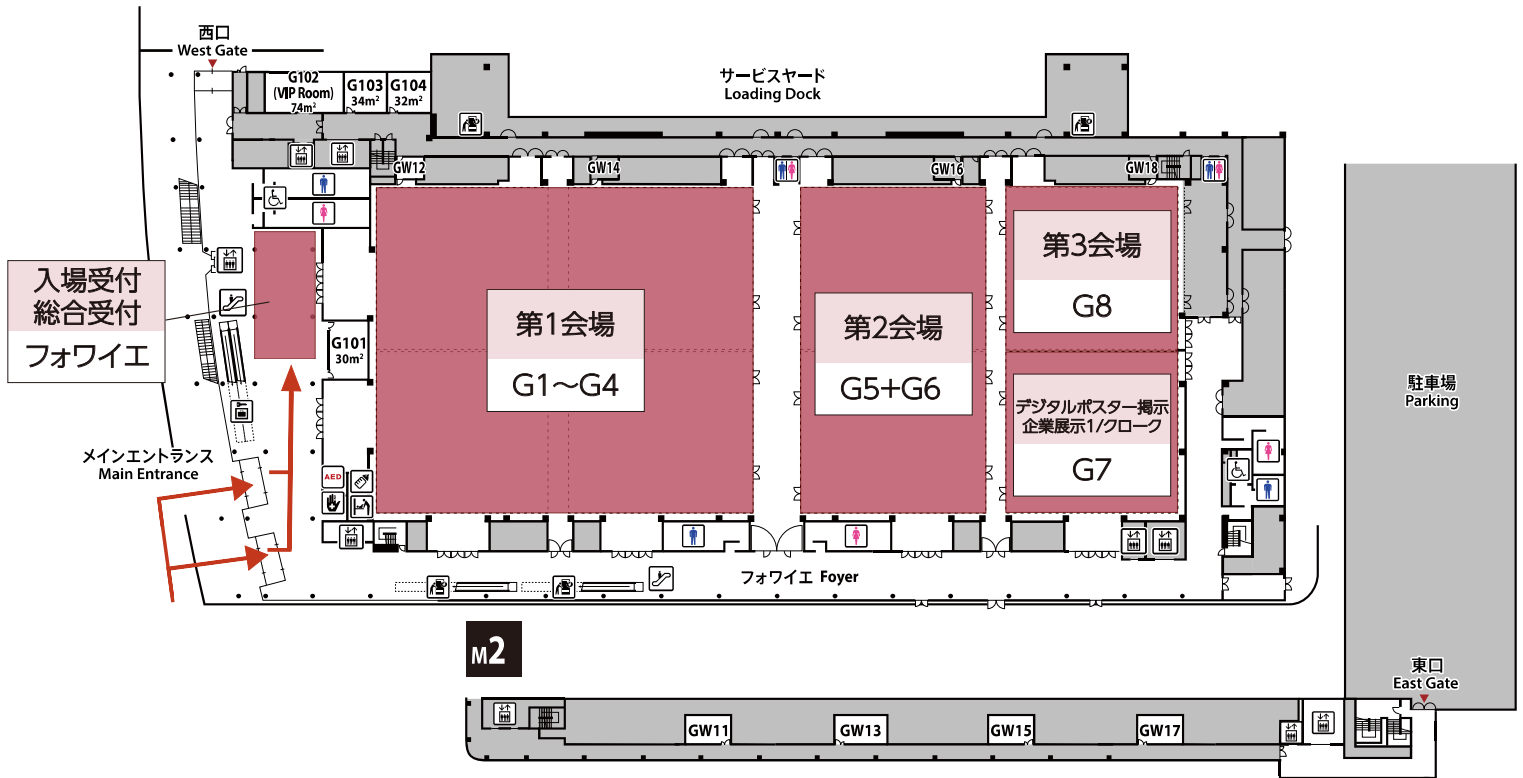 西口
West Gate
G102
(VIP Room)
74m²
G103
34m²
G104
32m²
サービスヤード
Loading Dock
GW12
GW14
GW16
GW18
入場受付
総合受付
フォワイエ
G101
30m²
第1会場
G1〜G4
第2会場
G5+G6
第3会場
G8
デジタルポスター掲示
企業展示1/クローク
G7
駐車場
Parking
メインエントランス
Main Entrance
AED
フォワイエ Foyer
M2
東口
East Gate
GW11
GW13
GW15
GW17